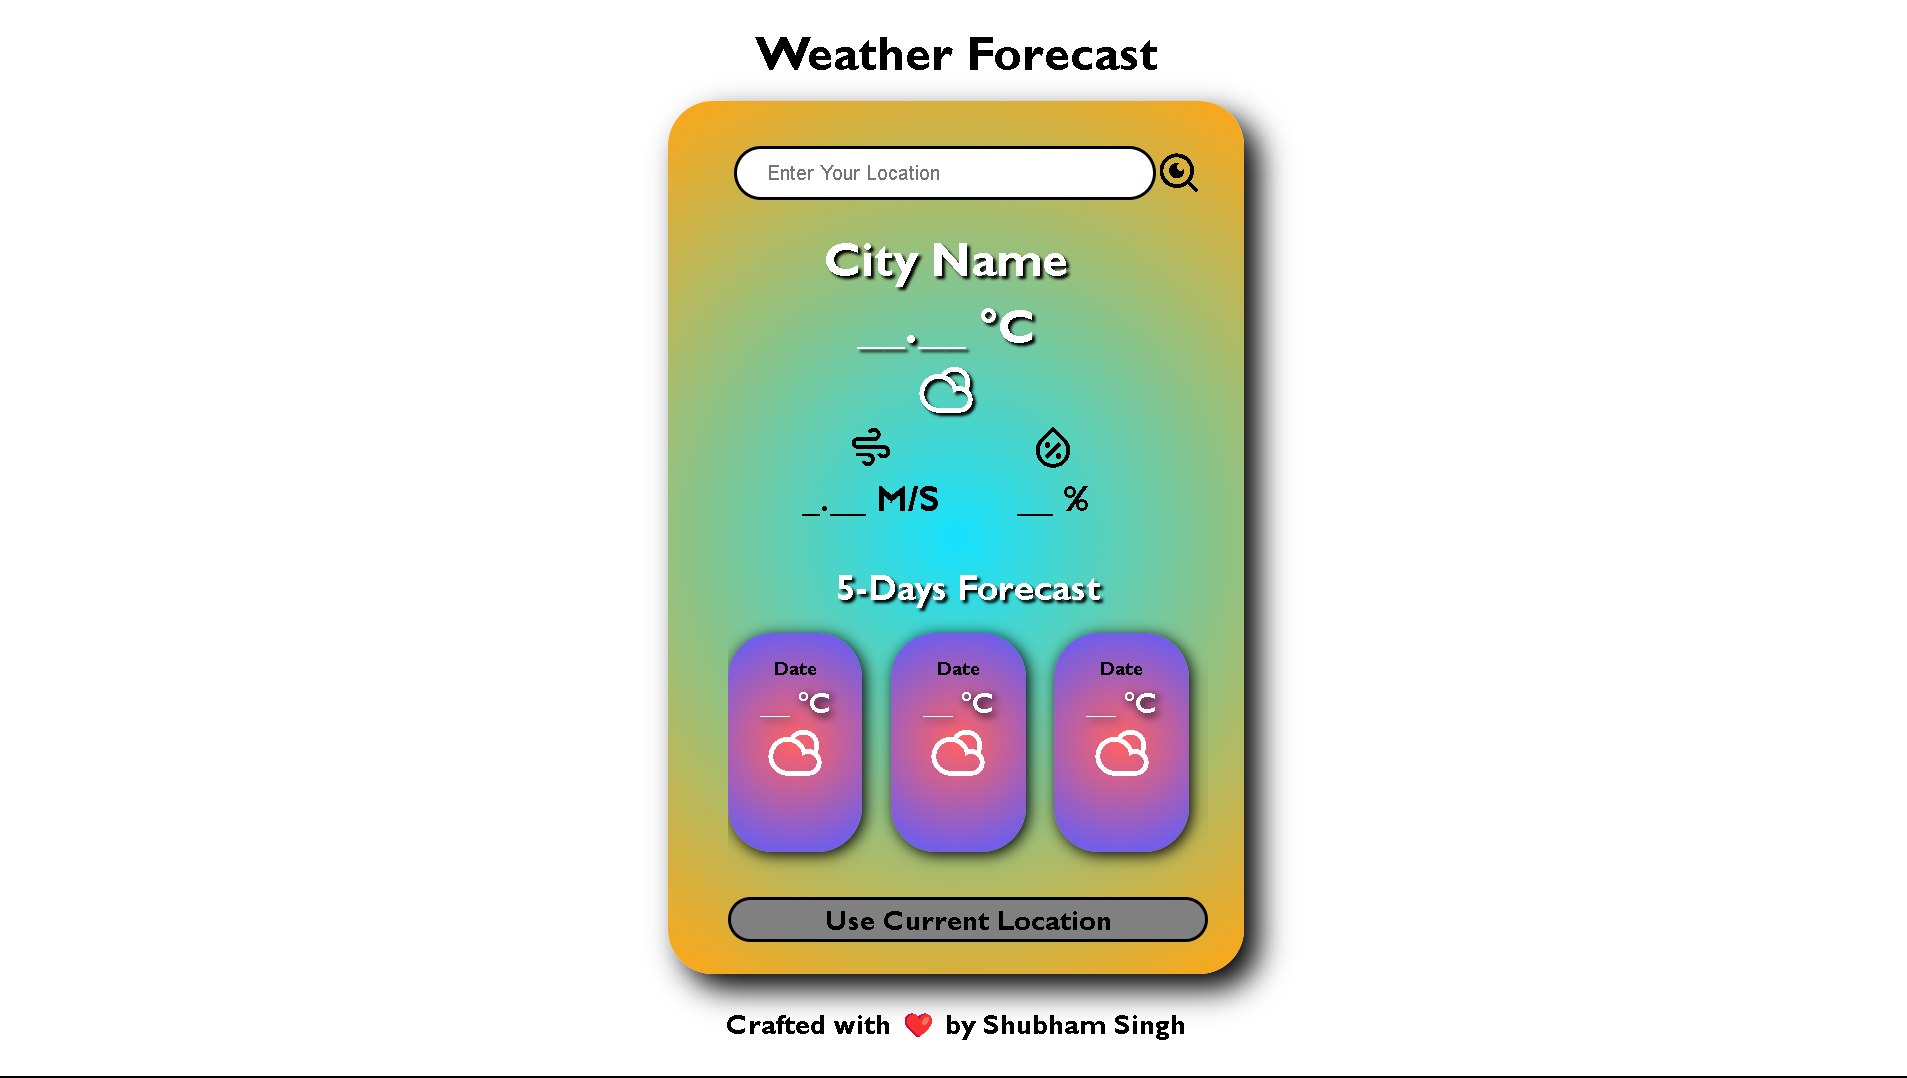 Weather Forecast
Enter Your Location
City Name
__.__ °C
_.__ M/S
__ %
5-Days Forecast
Date
__ °C
Date
__ °C
Date
__ °C
Use Current Location
Crafted with ❤️ by Shubham Singh